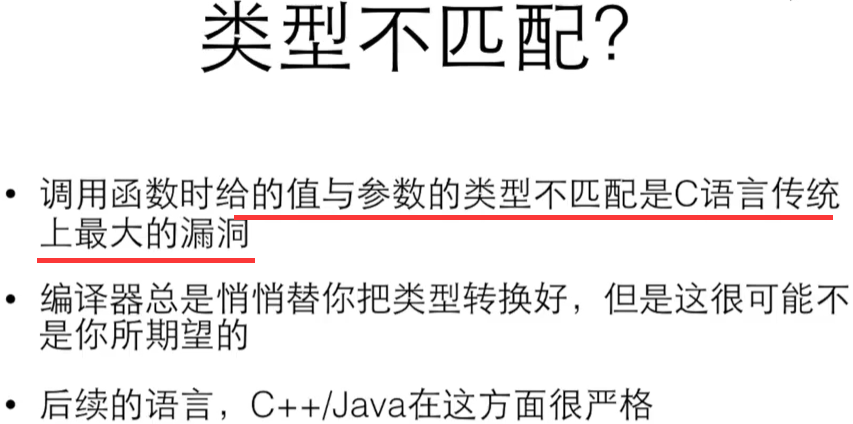 类型不匹配?
• 调用函数时给的值与参数的类型不匹配是C语言传统
上最大的漏洞
• 编译器总是悄悄替你把类型转换好，但是这很可能不
是你所期望的
• 后续的语言，C++/Java在这方面很严格